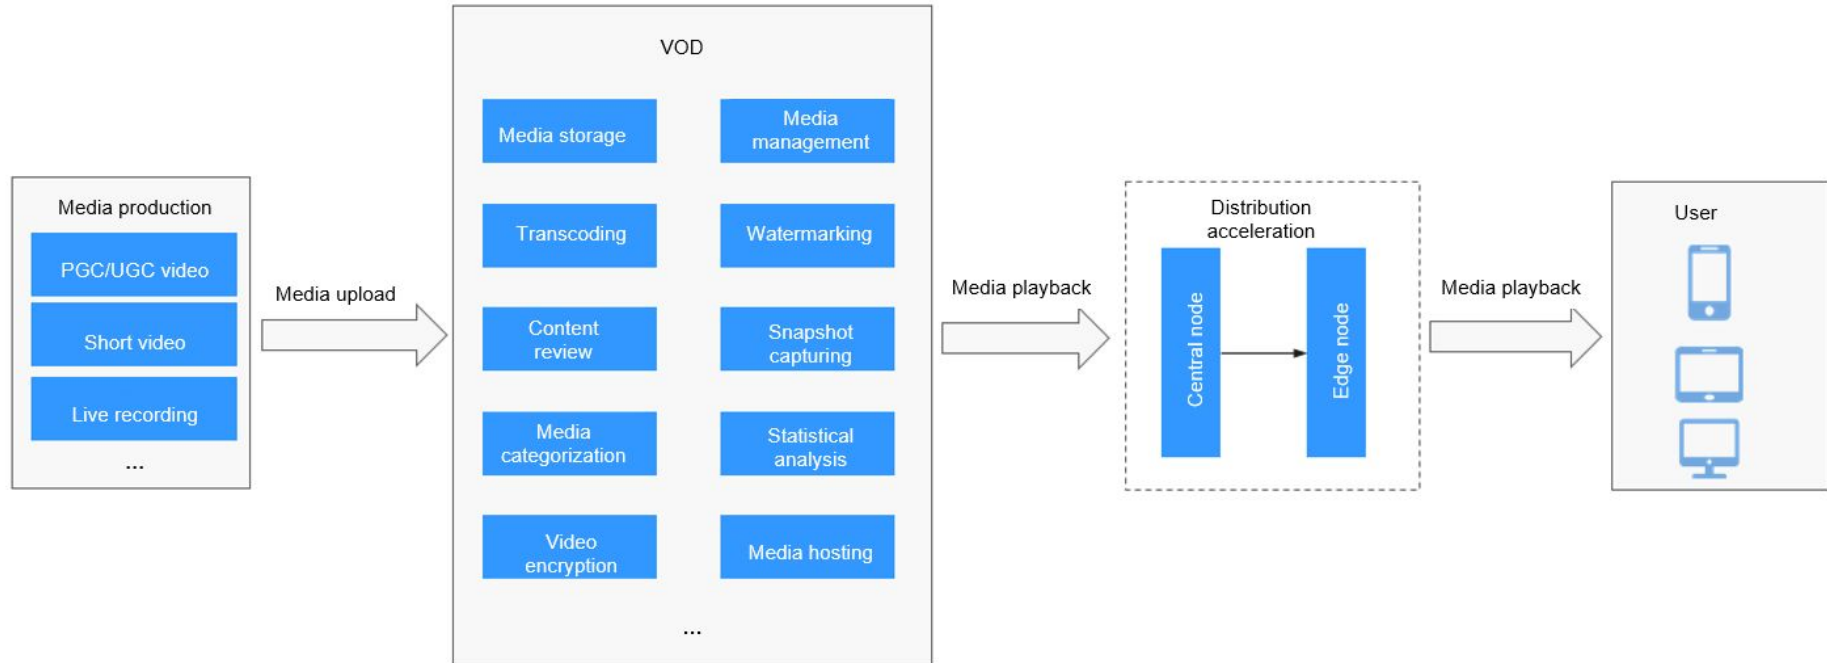 Media production
PGC/UGC video
Short video
Live recording
...
Media upload
VOD
Media storage
Media
management
Transcoding
Watermarking
Content
review
Snapshot
capturing
Media
categorization
Statistical
analysis
Video
encryption
Media hosting
...
Media playback
Distribution
acceleration
Central node
Edge node
Media playback
User